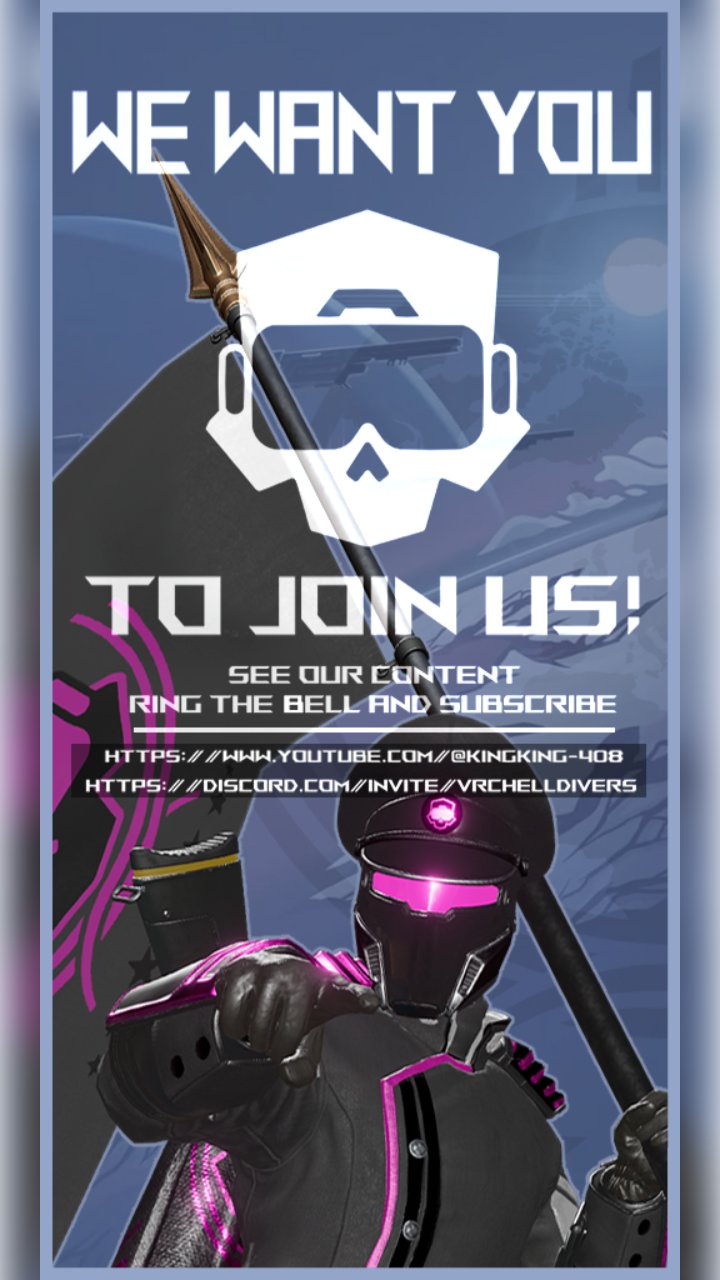 WE WANT YOU
TO JOIN US!
SEE OUR CONTENT
RING THE BELL AND SUBSCRIBE
HTTPS://WWW.YOUTUBE.COM/@KINGKING-408
HTTPS://DISCORD.COM/INVITE/VRCHELLDIVERS